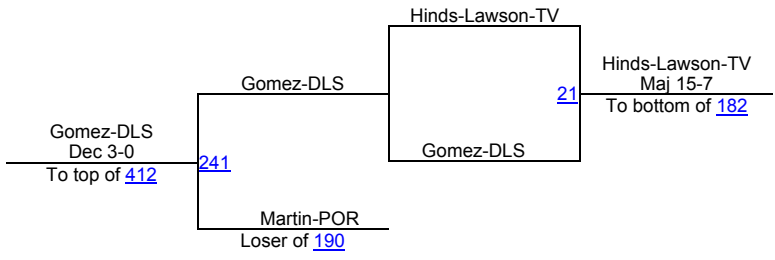 Hinds-Lawson-TV
Hinds-Lawson-TV
Maj 15-7
21
To bottom of 182
Gomez-DLS
Gomez-DLS
Gomez-DLS
Dec 3-0
241
To top of 412
Martin-POR
Loser of 190